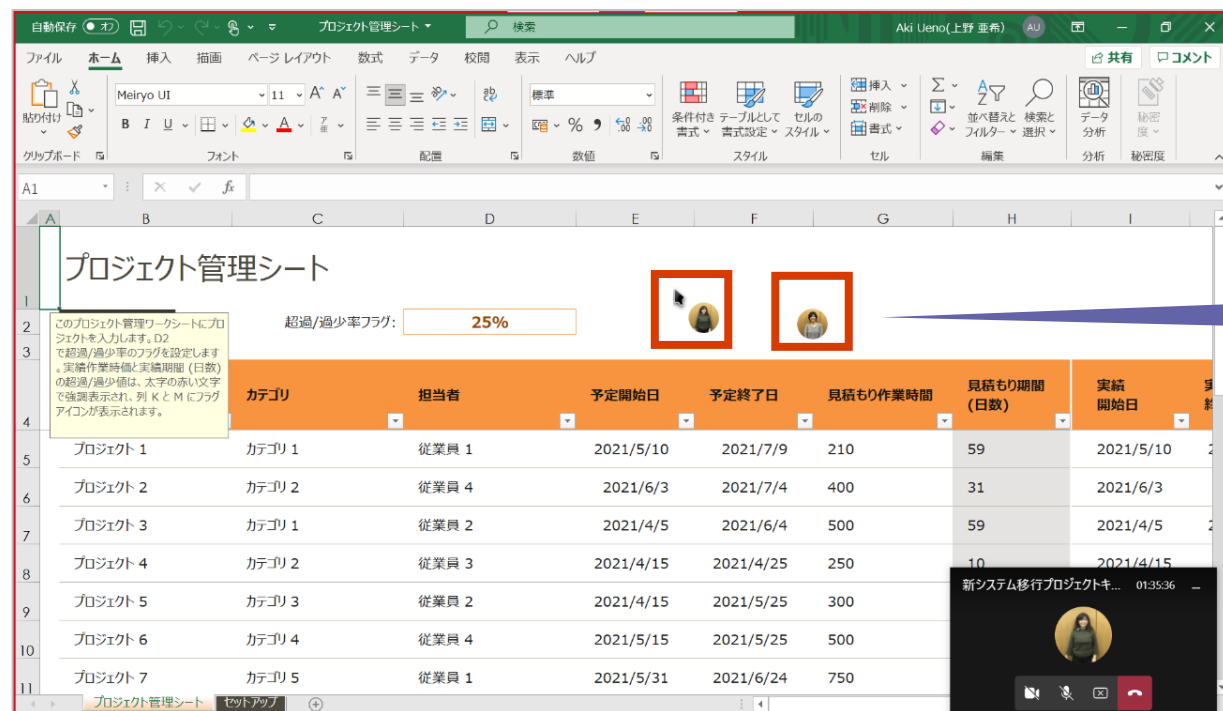 自動保存 オフ プロジェクト管理シート 検索 Aki Ueno(上野 亜希) AU
ファイル ホーム 挿入 描画 ページ レイアウト 数式 データ 校閲 表示 ヘルプ 共有 コメント
貼り付け
Meiryo UI 11 A A
B I U A
標準
% 9
条件付き 書式
テーブルとして 書式設定
セルの スタイル
挿入
削除
書式
並べ替えと フィルター
検索と 選択
データ 分析
秘密 度
クリップボード フォント 配置 数値 スタイル セル 編集 分析 秘密度
A1 fx
A B C D E F G H I
1 プロジェクト管理シート
2 超過/過少率フラグ: 25%
3
このプロジェクト管理ワークシートにプロ
ジェクトを入力します。D2
で超過/過少率のフラグを設定します
。実績作業時価と実績期間 (日数)
の超過/過少値は、太字の赤い文字
で強調表示され、列 K と M にフラグ
アイコンが表示されます。
4 カテゴリ 担当者 予定開始日 予定終了日 見積もり作業時間 見積もり期間 (日数) 実績 開始日
5 プロジェクト 1 カテゴリ 1 従業員 1 2021/5/10 2021/7/9 210 59 2021/5/10
6 プロジェクト 2 カテゴリ 2 従業員 4 2021/6/3 2021/7/4 400 31 2021/6/3
7 プロジェクト 3 カテゴリ 1 従業員 2 2021/4/5 2021/6/4 500 59 2021/4/5
8 プロジェクト 4 カテゴリ 2 従業員 3 2021/4/15 2021/4/25 250 10 2021/4/15
9 プロジェクト 5 カテゴリ 3 従業員 2 2021/4/15 2021/5/25 300
10 プロジェクト 6 カテゴリ 4 従業員 4 2021/5/15 2021/5/25 500
11 プロジェクト 7 カテゴリ 5 従業員 1 2021/5/31 2021/6/24 750
新システム移行プロジェクトキ... 01:35:36
プロジェクト管理シート セットアップ